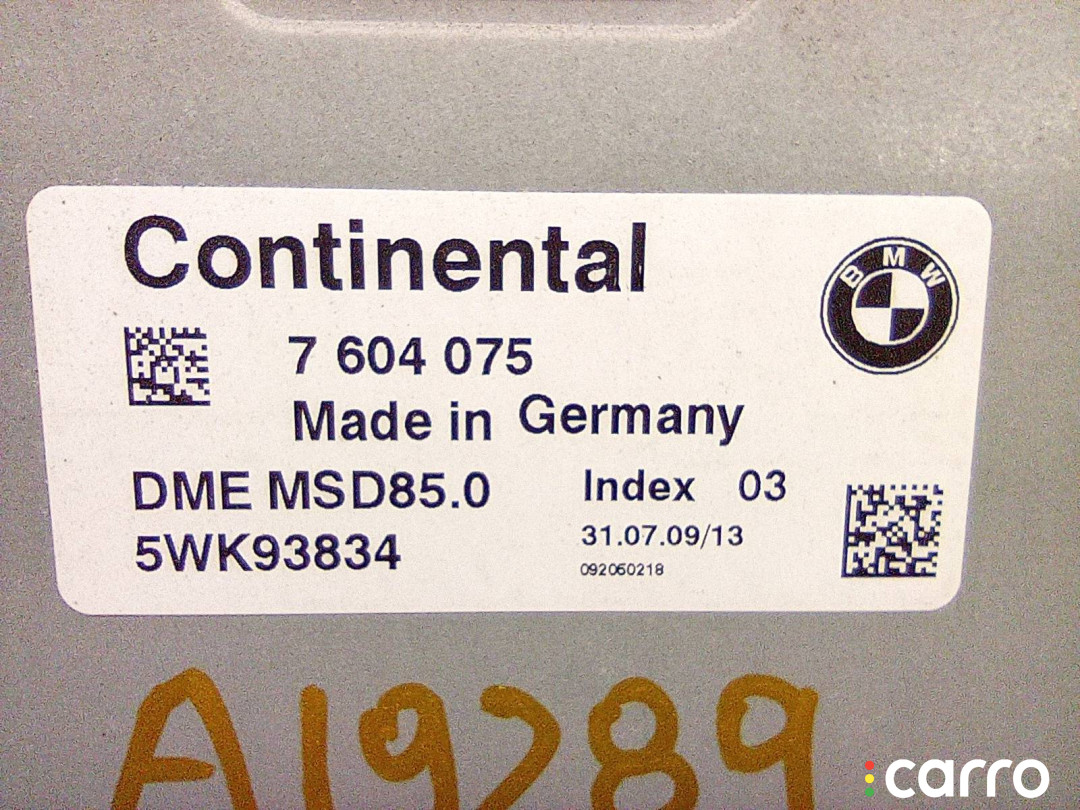 Continental
BMW
7 604 075
Made in Germany
DME MSD85.0 Index 03
5WK93834 31.07.09/13
092060218
A19289
carro